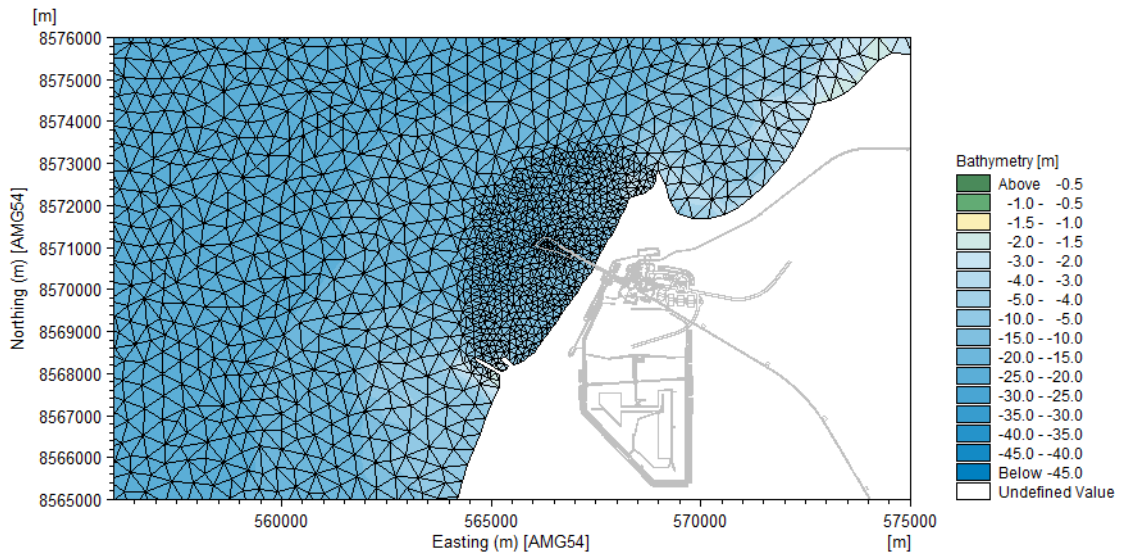 [m]
8576000
8575000
8574000
8573000
8572000
8571000
8570000
8569000
8568000
8567000
8566000
8565000
Northing (m) [AMG54]
560000 565000 570000 575000
Easting (m) [AMG54] [m]
Bathymetry [m]
Above -0.5
-1.0 - -0.5
-1.5 - -1.0
-2.0 - -1.5
-3.0 - -2.0
-4.0 - -3.0
-5.0 - -4.0
-10.0 - -5.0
-15.0 - -10.0
-20.0 - -15.0
-25.0 - -20.0
-30.0 - -25.0
-35.0 - -30.0
-40.0 - -35.0
-45.0 - -40.0
Below -45.0
Undefined Value